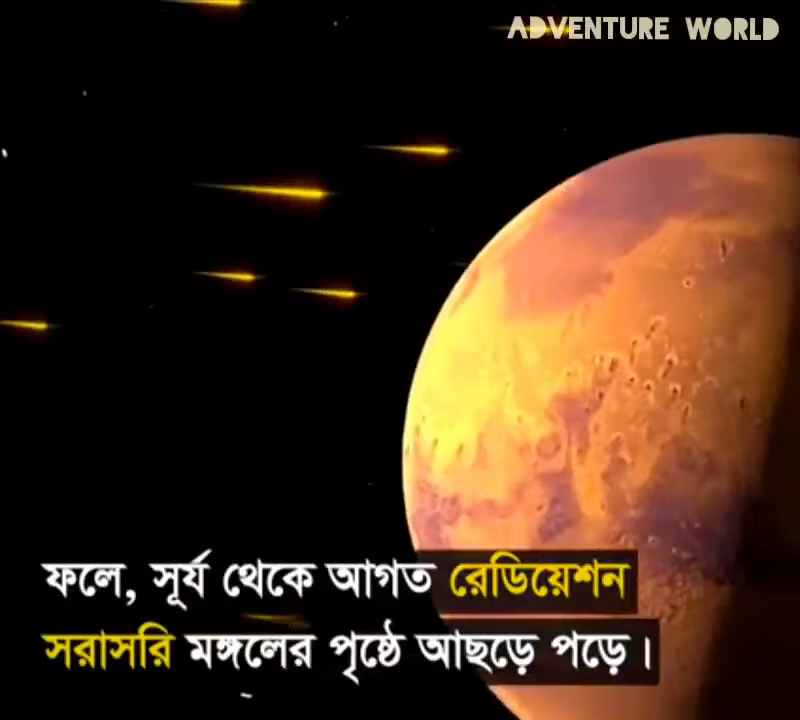 ADVENTURE WORLD
ফলে, সূর্য থেকে আগত রেডিয়েশন
সরাসরি মঙ্গলের পৃষ্ঠে আছড়ে পড়ে।